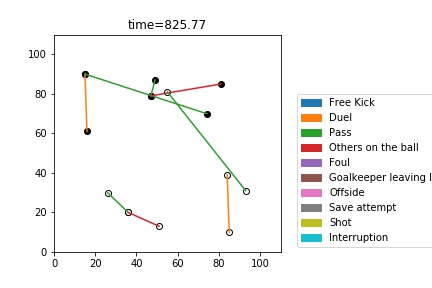 time=825.77
100
80
60
40
20
0
0 20 40 60 80 100
Free Kick
Duel
Pass
Others on the ball
Foul
Goalkeeper leaving l
Offside
Save attempt
Shot
Interruption